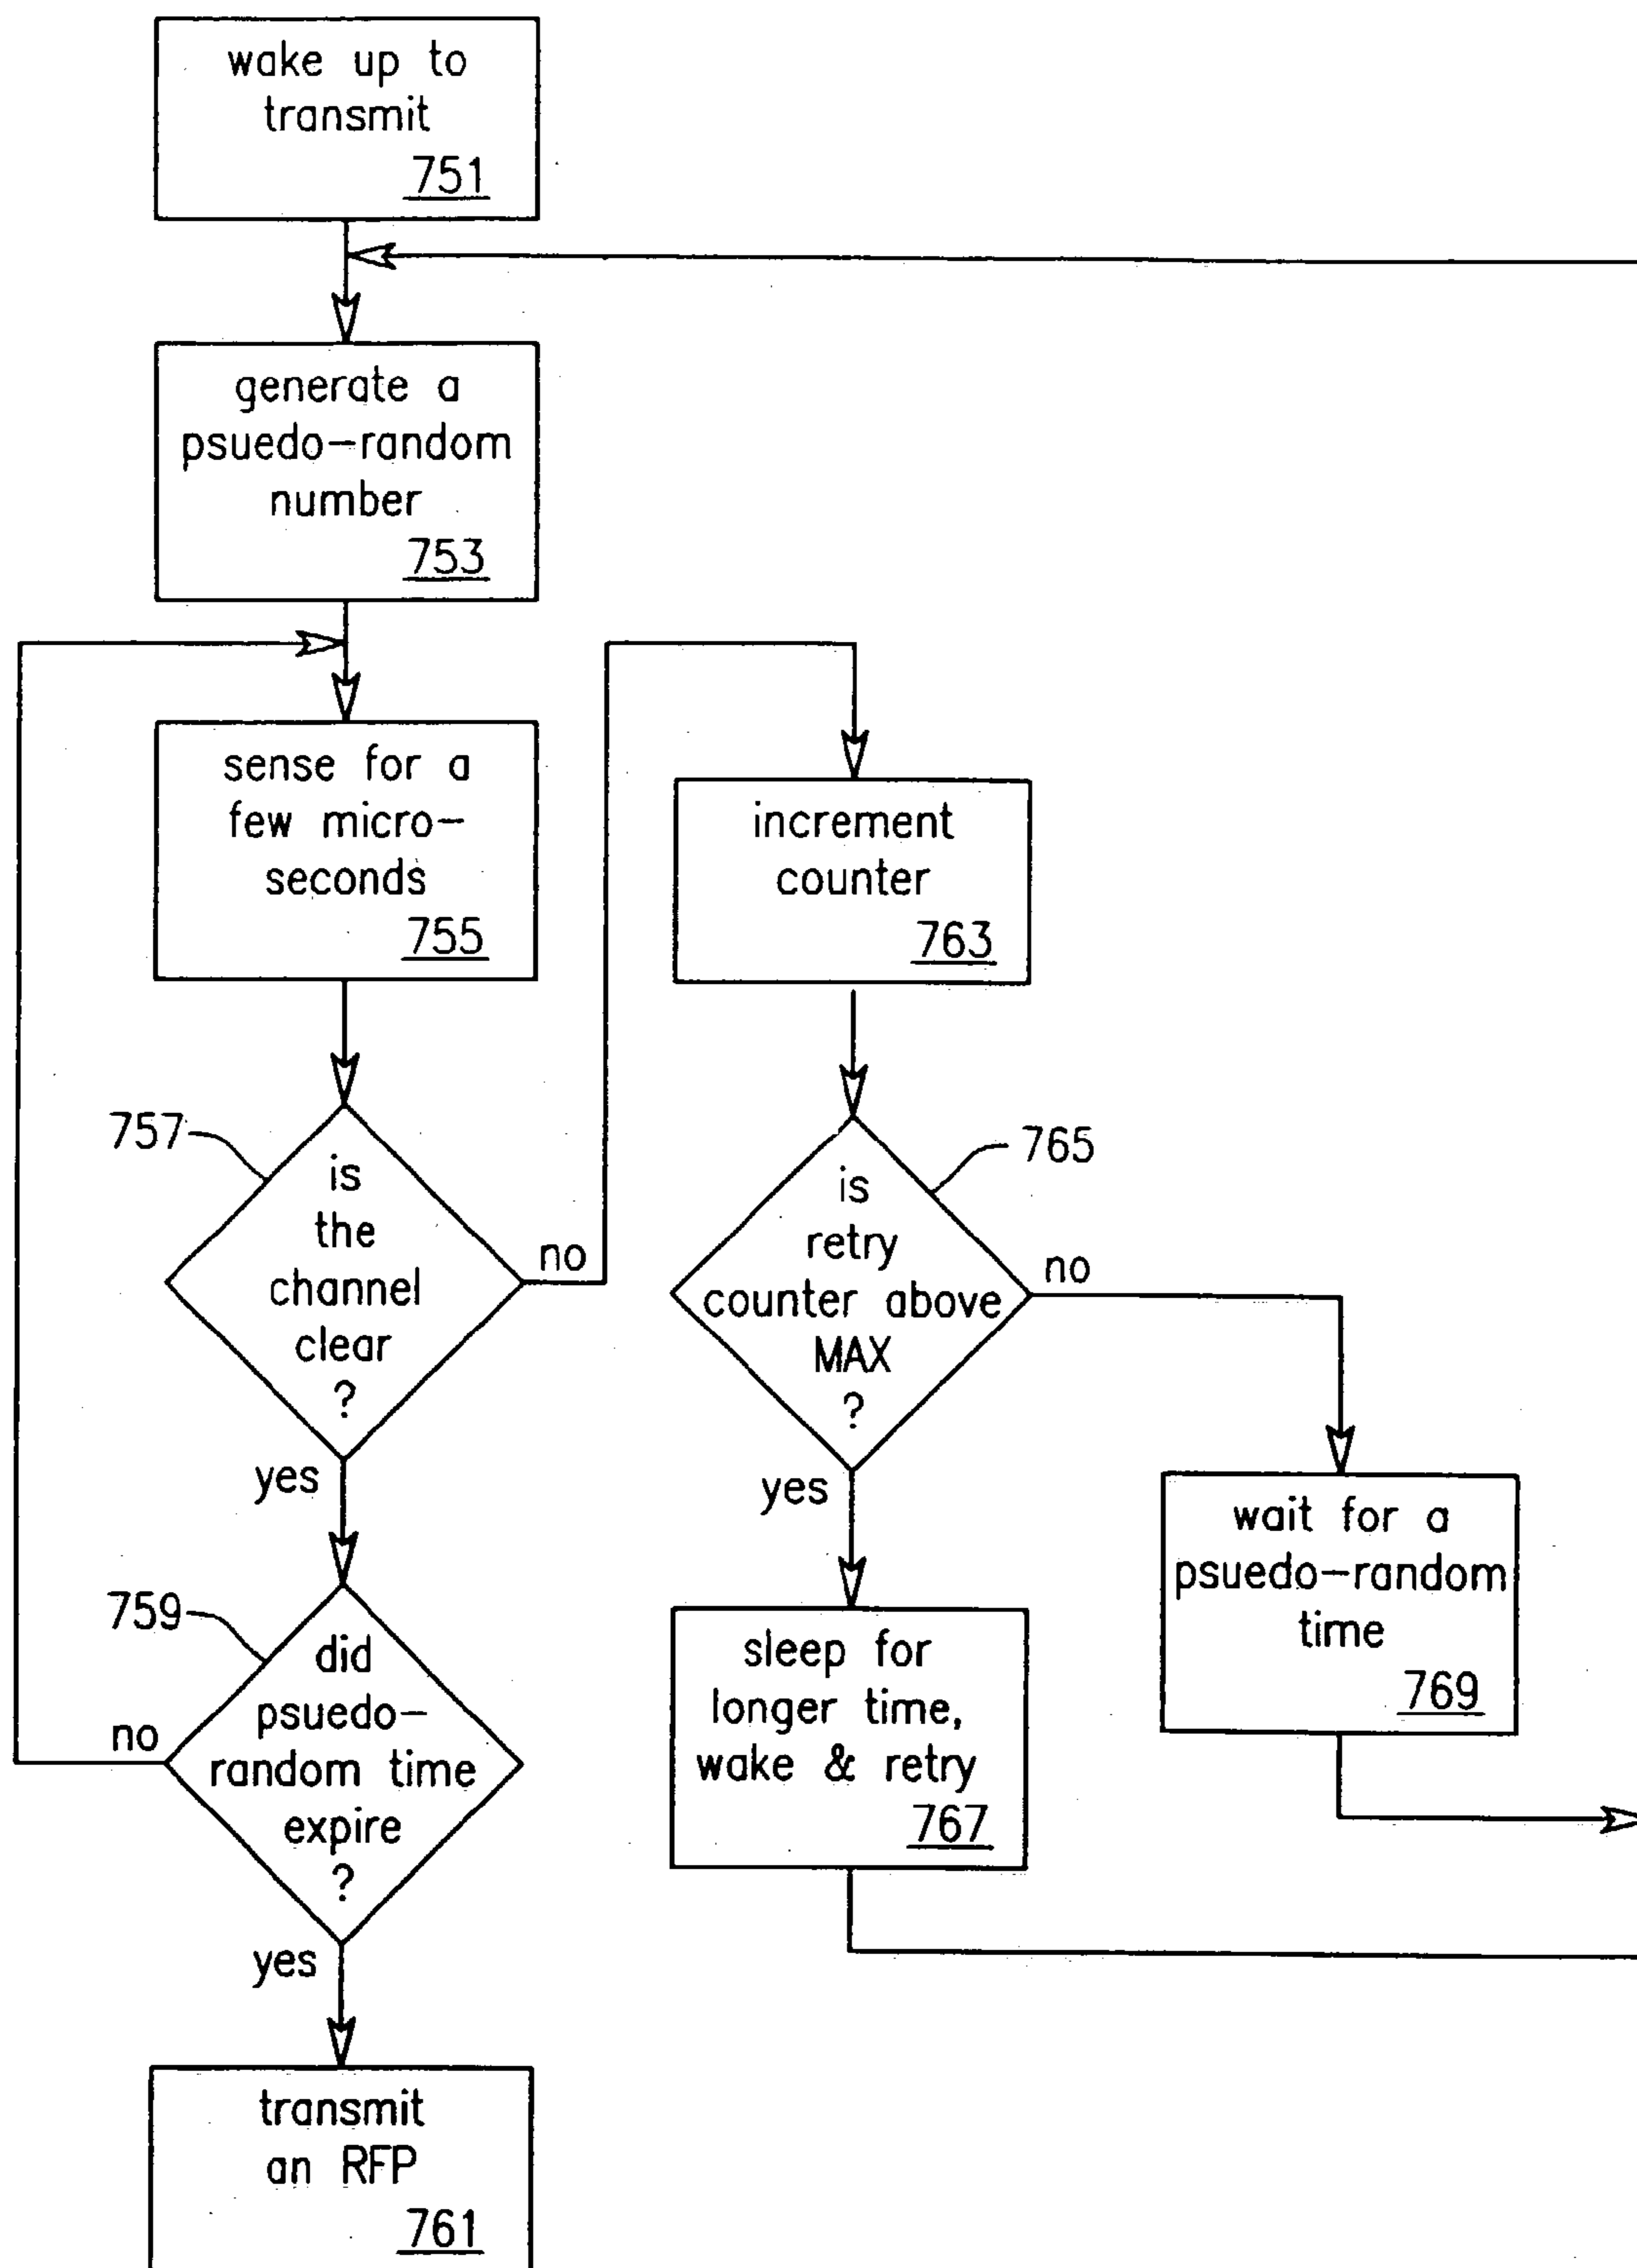 wake up to
transmit
751
generate a
psuedo-random
number
753
sense for a
few micro-
seconds
755
757
is
the
channel
clear
?
no
yes
759
did
psuedo-
random time
expire
?
no
yes
transmit
an RFP
761
increment
counter
763
765
is
retry
counter above
MAX
?
no
yes
sleep for
longer time,
wake & retry
767
wait for a
psuedo-random
time
769